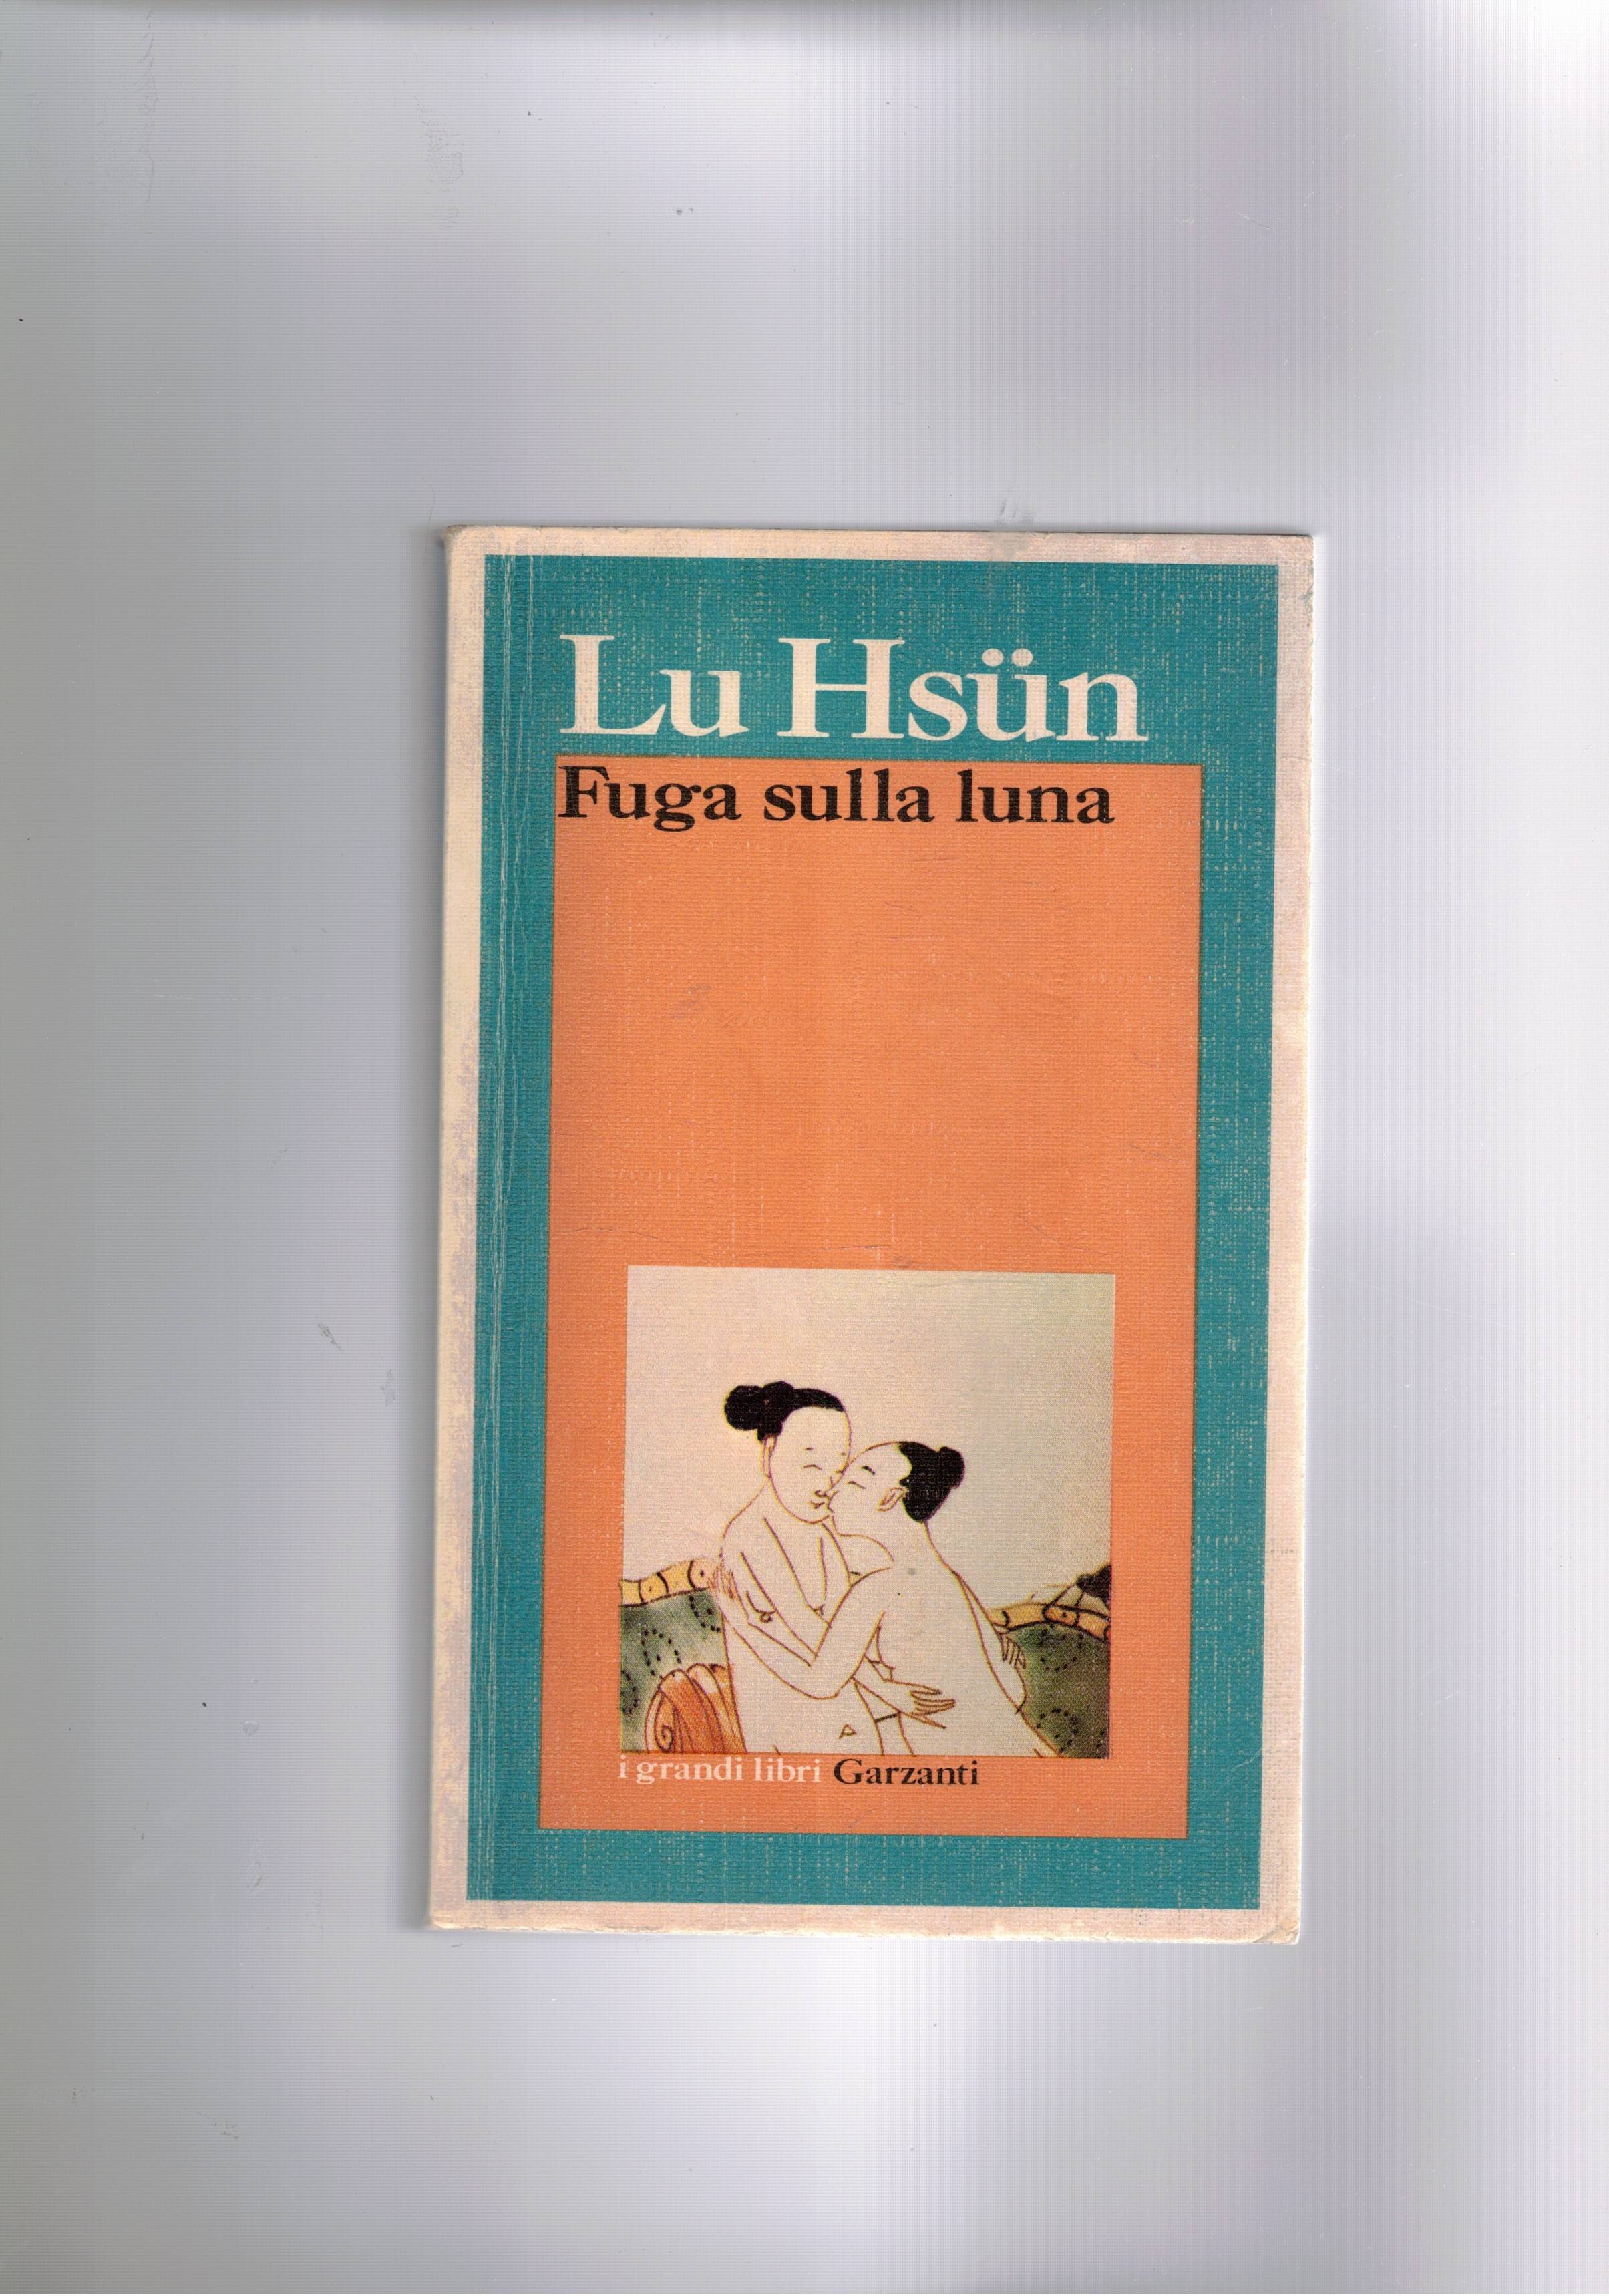 Lu Hsün
Fuga sulla luna
i grandi libri Garzanti